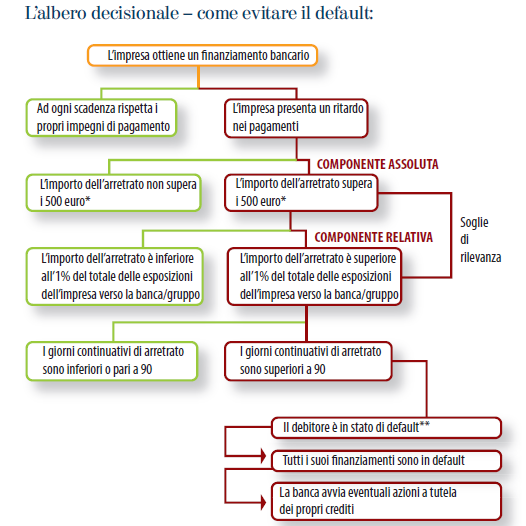 L'albero decisionale – come evitare il default:
L'impresa ottiene un finanziamento bancario
Ad ogni scadenza rispetta i
propri impegni di pagamento
L'impresa presenta un ritardo
nei pagamenti
COMPONENTE ASSOLUTA
L'importo dell'arretrato non supera
i 500 euro*
L'importo dell'arretrato supera
i 500 euro*
Soglie
di
rilevanza
COMPONENTE RELATIVA
L'importo dell'arretrato è inferiore
all'1% del totale delle esposizioni
dell'impresa verso la banca/gruppo
L'importo dell'arretrato è superiore
all'1% del totale delle esposizioni
dell'impresa verso la banca/gruppo
I giorni continuativi di arretrato
sono inferiori o pari a 90
I giorni continuativi di arretrato
sono superiori a 90
Il debitore è in stato di default**
Tutti i suoi finanziamenti sono in default
La banca avvia eventuali azioni a tutela
dei propri crediti